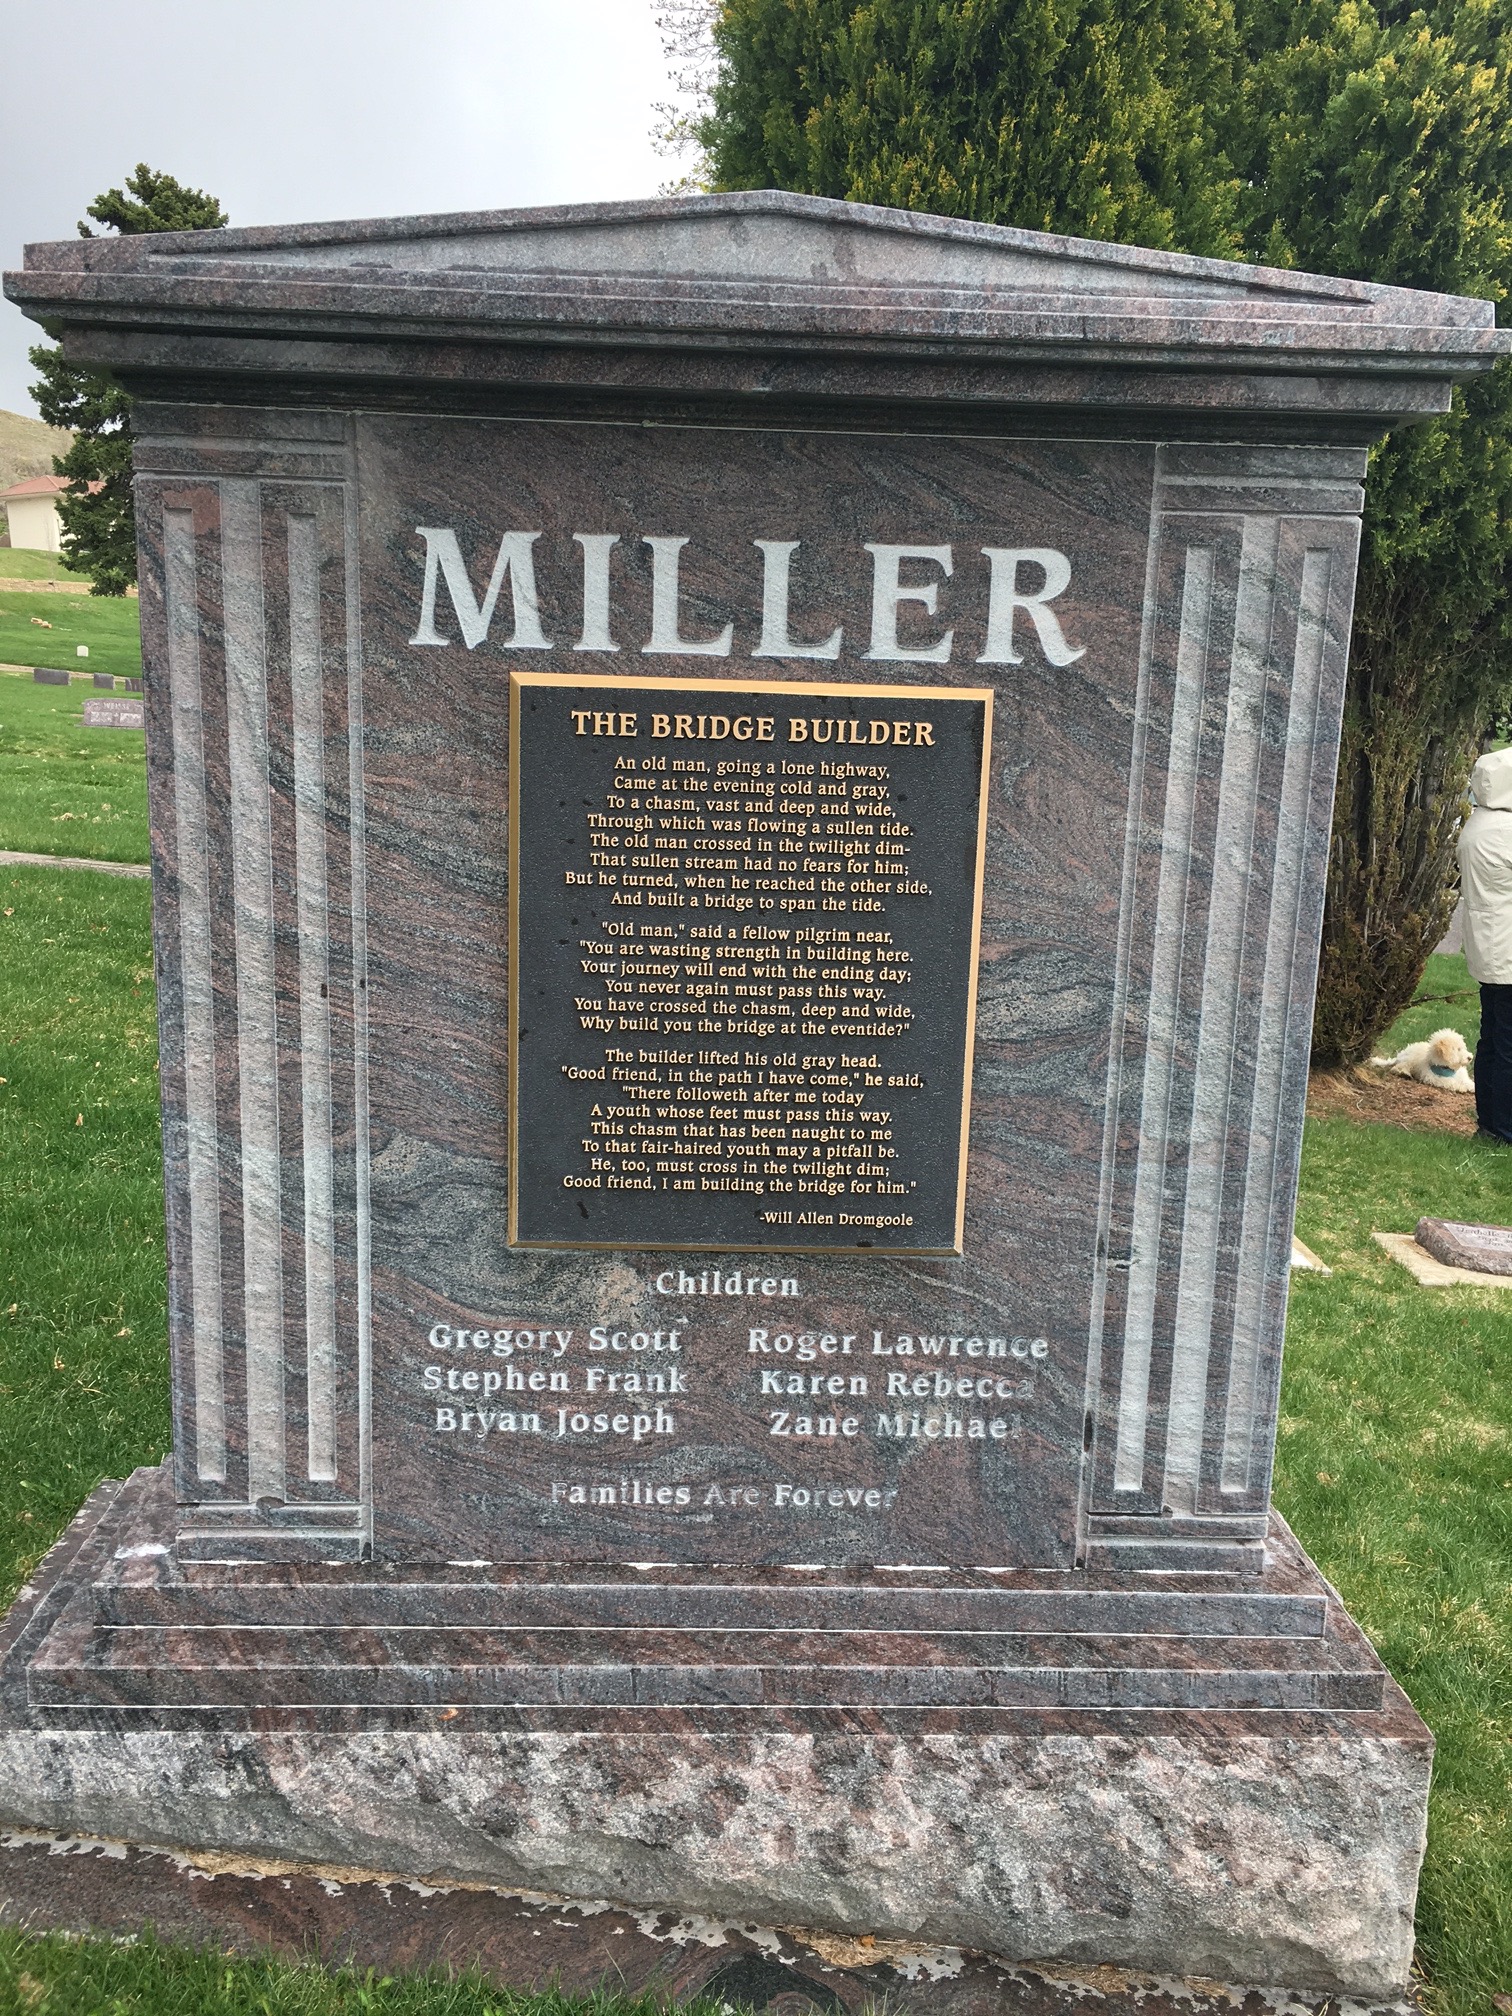 MILLER
THE BRIDGE BUILDER
An old man, going a lone highway,
Came at the evening cold and gray,
To a chasm, vast and deep and wide,
Through which was flowing a sullen tide.
The old man crossed in the twilight dim-
That sullen stream had no fears for him;
But he turned, when he reached the other side,
And built a bridge to span the tide.
"Old man," said a fellow pilgrim near,
"You are wasting strength in building here.
Your journey will end with the ending day;
You never again must pass this way.
You have crossed the chasm, deep and wide,
Why build you the bridge at the eventide?"
The builder lifted his old gray head.
"Good friend, in the path I have come," he said,
"There followeth after me today
A youth whose feet must pass this way.
This chasm that has been naught to me
To that fair-haired youth may a pitfall be.
He, too, must cross in the twilight dim;
Good friend, I am building the bridge for him."
-Will Allen Dromgoole
Children
Gregory Scott Roger Lawrence
Stephen Frank Karen Rebecca
Bryan Joseph Zane Michael
Families Are Forever